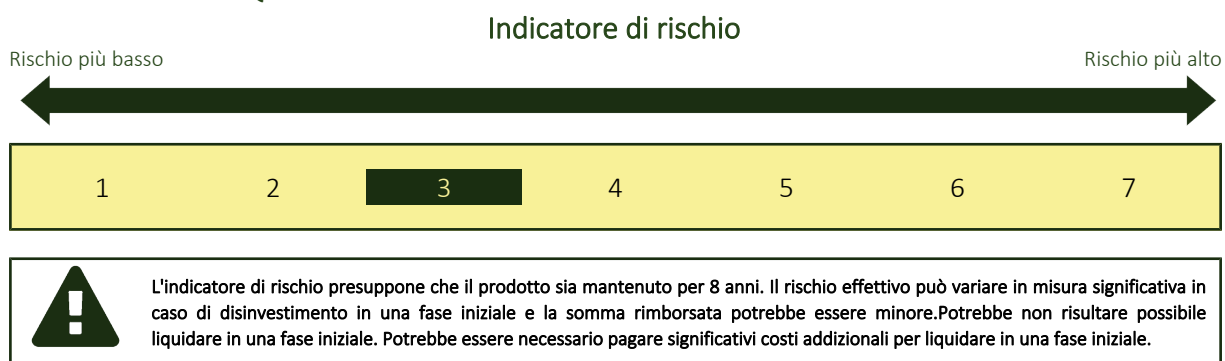 Indicatore di rischio
Rischio più basso
Rischio più alto
1 2 3 4 5 6 7
L'indicatore di rischio presuppone che il prodotto sia mantenuto per 8 anni. Il rischio effettivo può variare in misura significativa in
caso di disinvestimento in una fase iniziale e la somma rimborsata potrebbe essere minore.Potrebbe non risultare possibile
liquidare in una fase iniziale. Potrebbe essere necessario pagare significativi costi addizionali per liquidare in una fase iniziale.